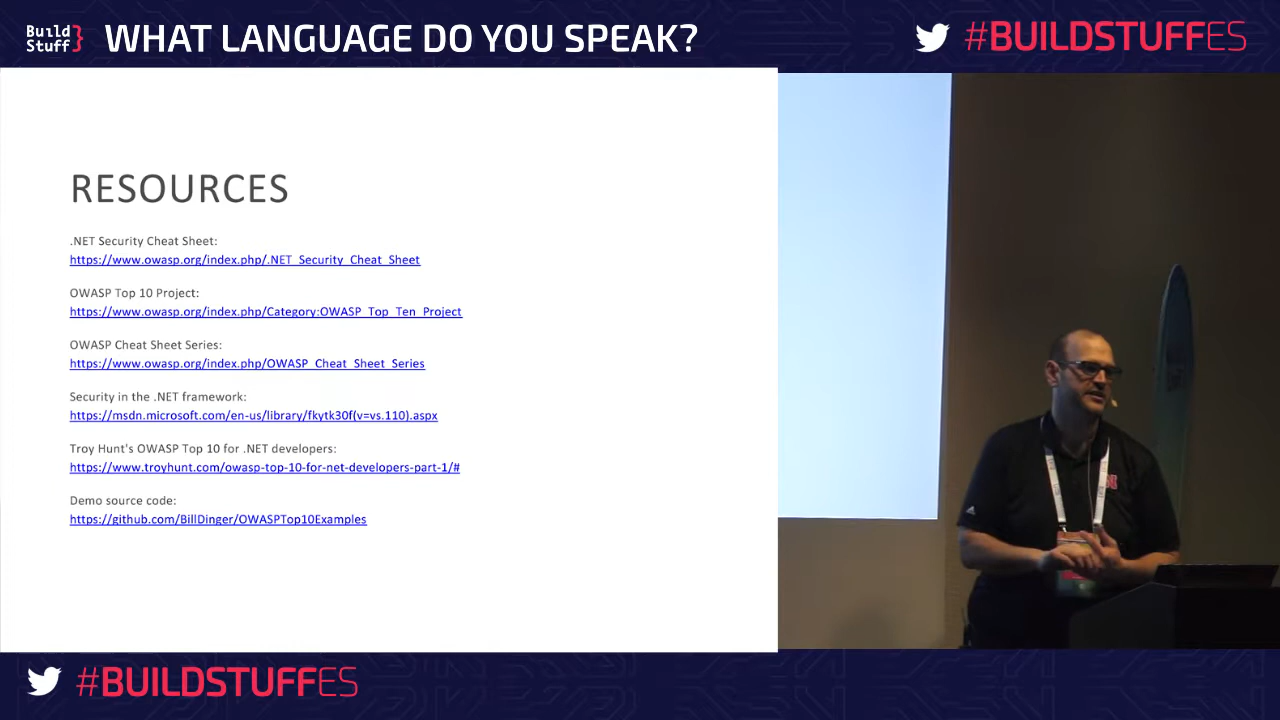 Build
Stuff}
WHAT LANGUAGE DO YOU SPEAK?
#BUILDSTUFFES
RESOURCES
.NET Security Cheat Sheet:
https://www.owasp.org/index.php/.NET_Security_Cheat_Sheet
OWASP Top 10 Project:
https://www.owasp.org/index.php/Category:OWASP_Top_Ten_Project
OWASP Cheat Sheet Series:
https://www.owasp.org/index.php/OWASP_Cheat_Sheet_Series
Security in the .NET framework:
https://msdn.microsoft.com/en-us/library/fkytk30f(v=vs.110).aspx
Troy Hunt's OWASP Top 10 for .NET developers:
https://www.troyhunt.com/owasp-top-10-for-net-developers-part-1/#
Demo source code:
https://github.com/BillDinger/OWASPTop10Examples
N
#BUILDSTUFFES